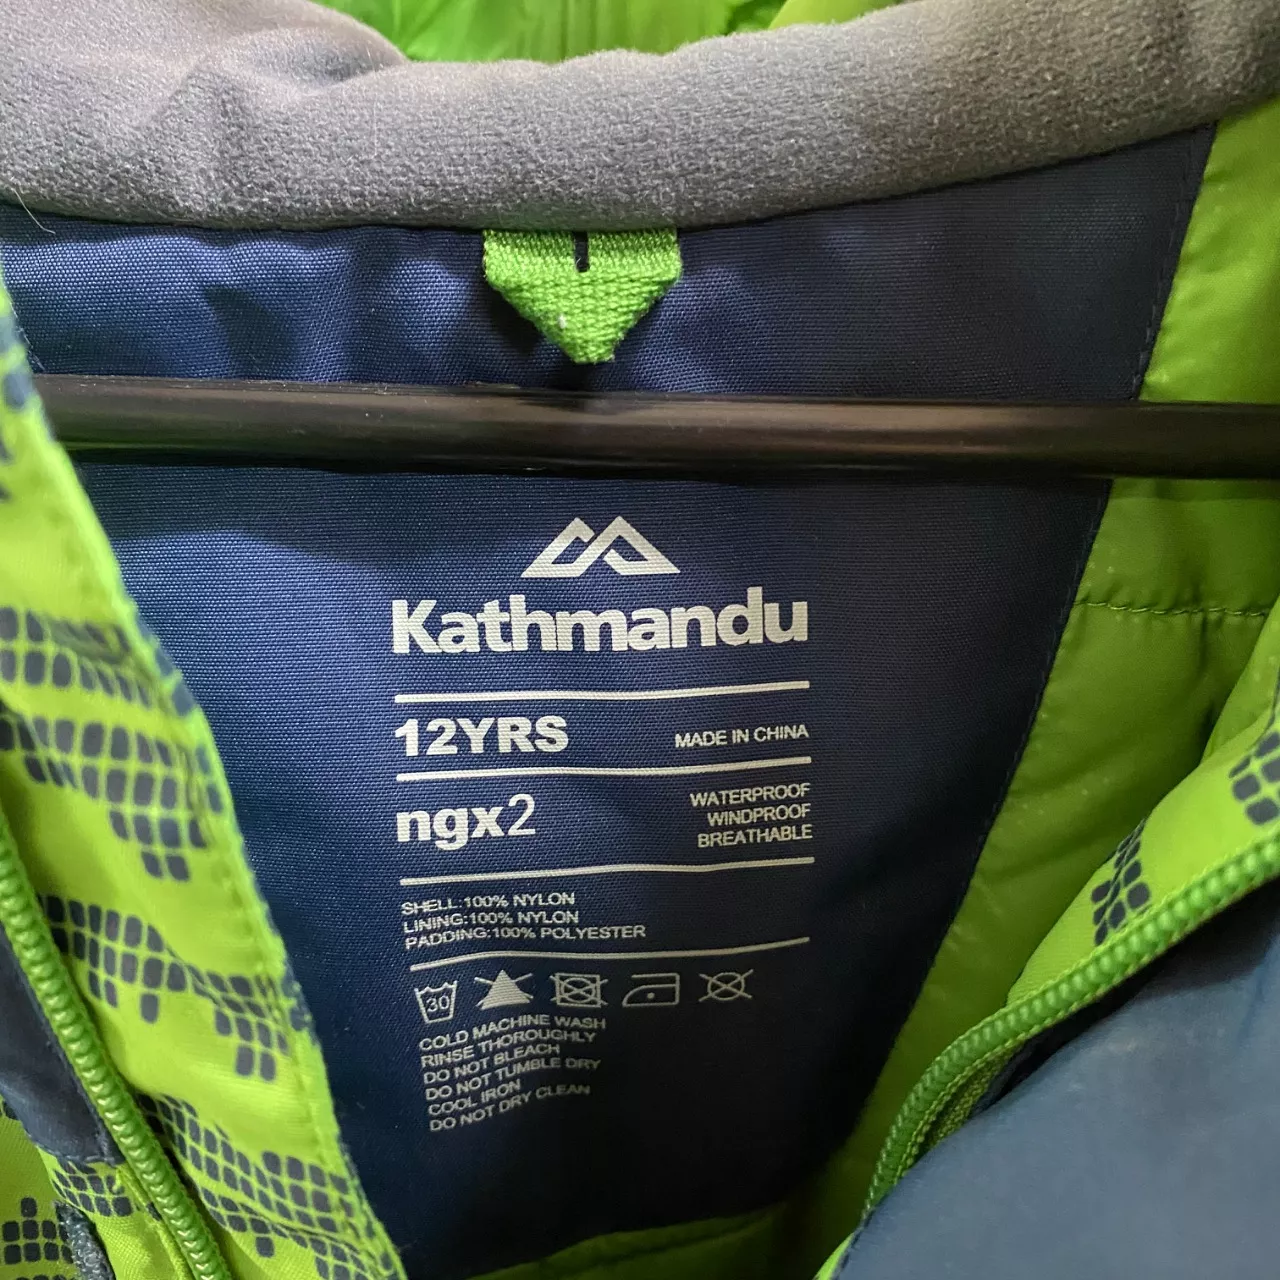 Kathmandu
12YRS
MADE IN CHINA
ngx2
WATERPROOF
WINDPROOF
BREATHABLE
SHELL:100% NYLON
LINING:100% NYLON
PADDING:100% POLYESTER
30
COLD MACHINE WASH
RINSE THOROUGHLY
DO NOT BLEACH
DO NOT TUMBLE DRY
COOL IRON
DO NOT DRY CLEAN